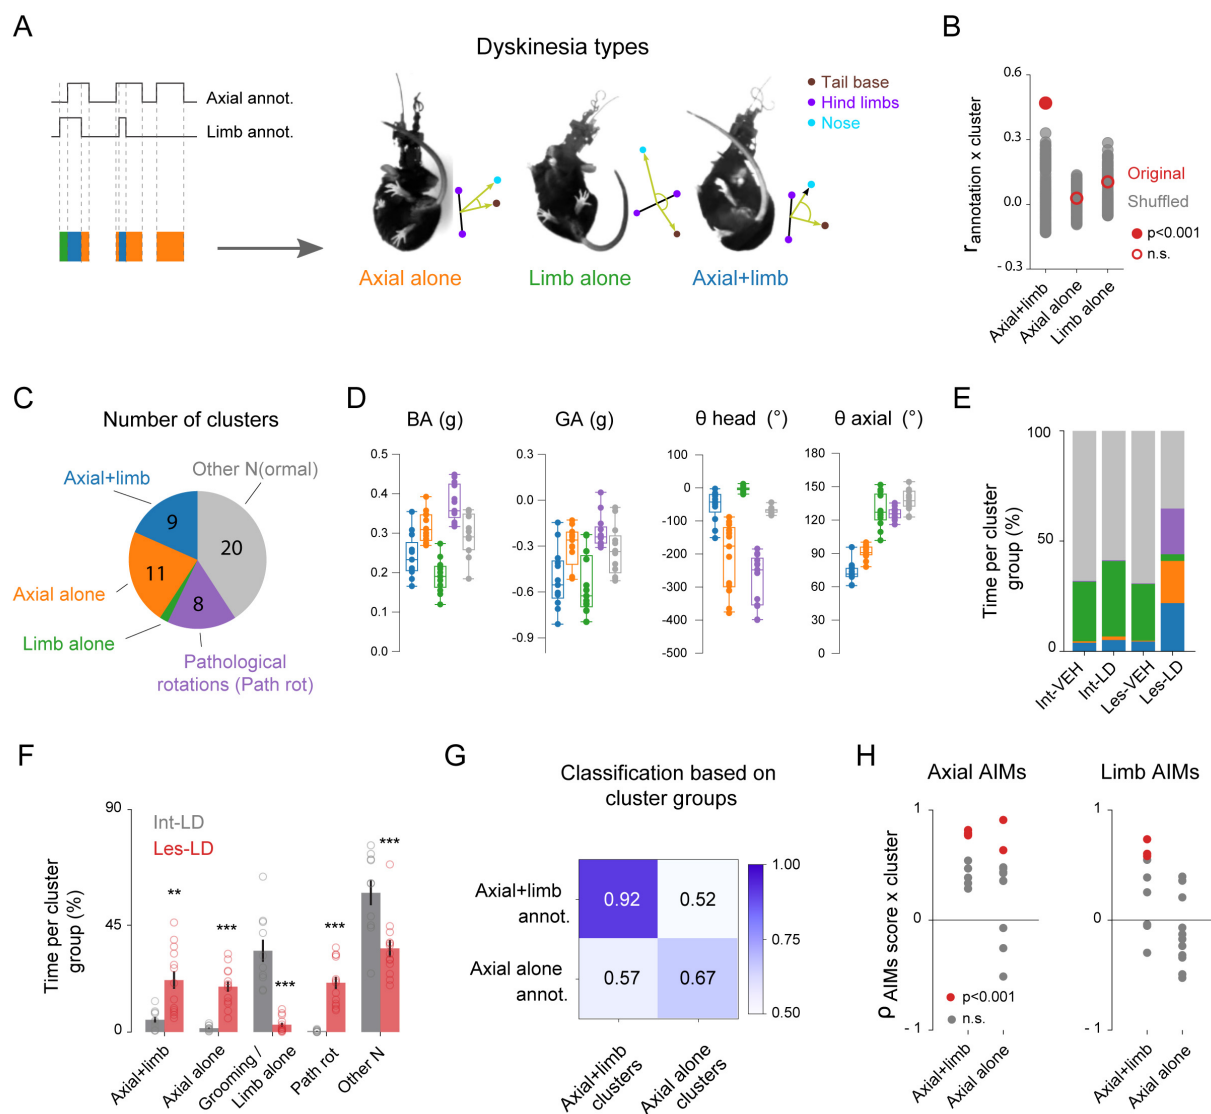 A
Dyskinesia types
Axial annot.
Limb annot.
Tail base
Hind limbs
Nose
Axial alone
Limb alone
Axial+limb
B
r annotation x cluster
0.6
0.3
0.0
-0.3
Original
Shuffled
p<0.001
n.s.
Axial+limb
Axial alone
Limb alone
C
Number of clusters
Axial+limb
Other N(ormal)
9
20
11
8
Axial alone
Limb alone
Pathological
rotations (Path rot)
D
BA (g)
0.5
0.4
0.3
0.2
0.1
0.0
GA (g)
0.3
0.0
-0.3
-0.6
-0.9
θ head (°)
100
0
-100
-200
-300
-400
-500
θ axial (°)
180
150
120
90
60
30
0
E
Time per cluster
group (%)
100
50
0
Int-VEH
Int-LD
Les-VEH
Les-LD
F
Time per cluster
group (%)
90
45
0
Int-LD
Les-LD
**
***
***
***
***
Axial+limb
Axial alone
Grooming /
Limb alone
Path rot
Other N
G
Classification based on
cluster groups
Axial+limb
annot.
Axial alone
annot.
0.92
0.52
0.57
0.67
1.00
0.75
0.50
Axial+limb
clusters
Axial alone
clusters
H
Axial AIMs
Limb AIMs
ρ AIMs score x cluster
1
0
-1
p<0.001
n.s.
Axial+limb
Axial alone
1
0
-1
Axial+limb
Axial alone